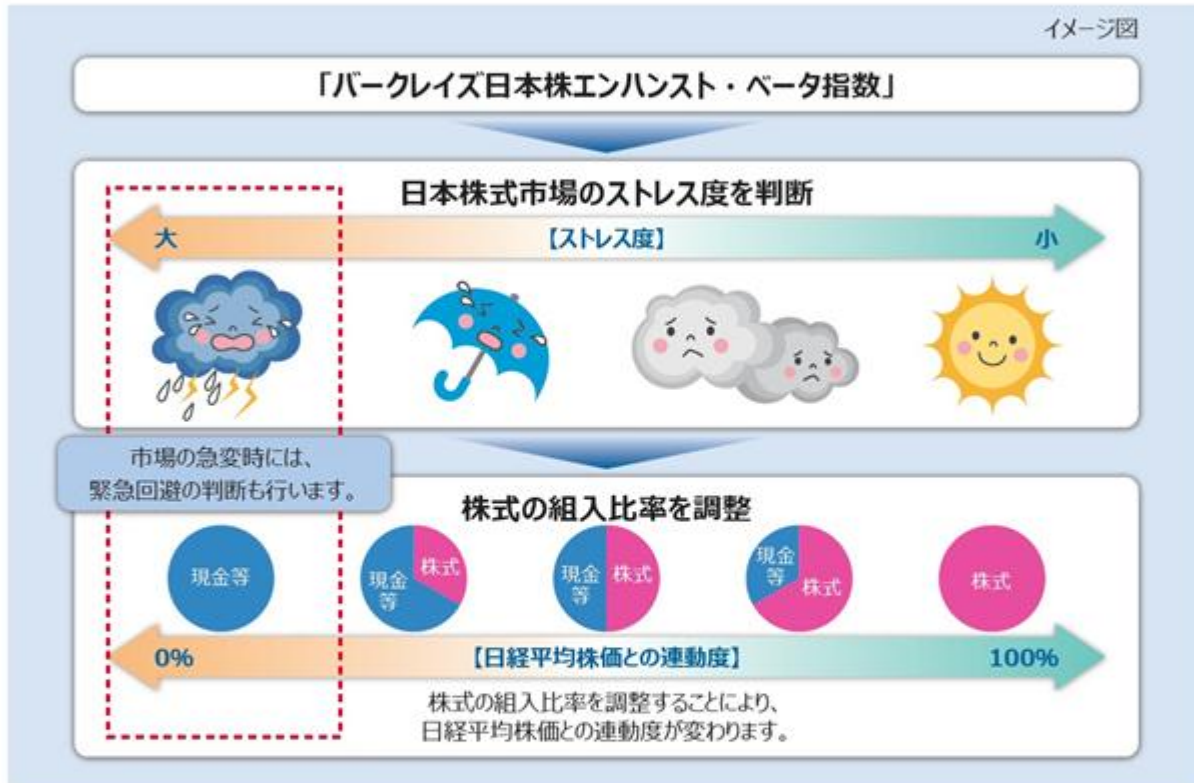 イメージ図
「バークレイズ日本株エンハンスト・ベータ指数」
日本株式市場のストレス度を判断
大
【ストレス度】
小
市場の急変時には、
緊急回避の判断も行います。
株式の組入比率を調整
現金等
現金
等
株式
現金
等
株式
現金
等
株式
株式
0%
【日経平均株価との連動度】
100%
株式の組入比率を調整することにより、
日経平均株価との連動度が変わります。